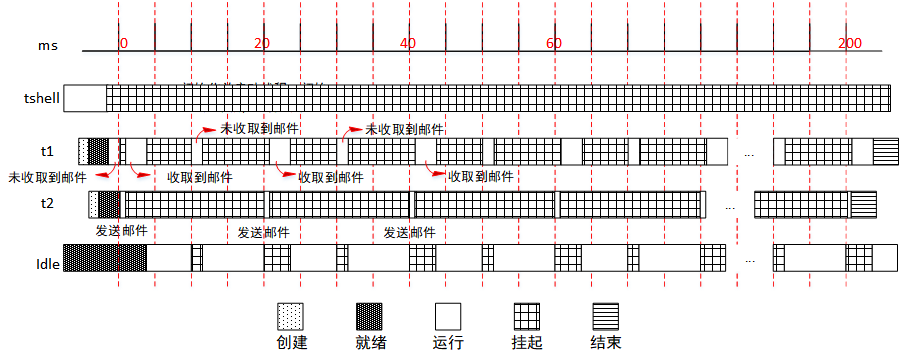 ms 0 20 40 60 200
tshell
未收取到邮件 未收取到邮件
t1 ...
未收取到邮件 收取到邮件 收取到邮件 收取到邮件
t2 ...
发送邮件 发送邮件 发送邮件
Idle ...
创建 就绪 运行 挂起 结束